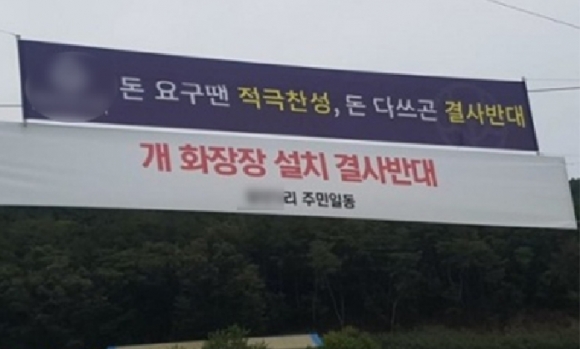 돈 요구땐 적극찬성, 돈 다쓰곤 결사반대
개 화장장 설치 결사반대
리 주민일동